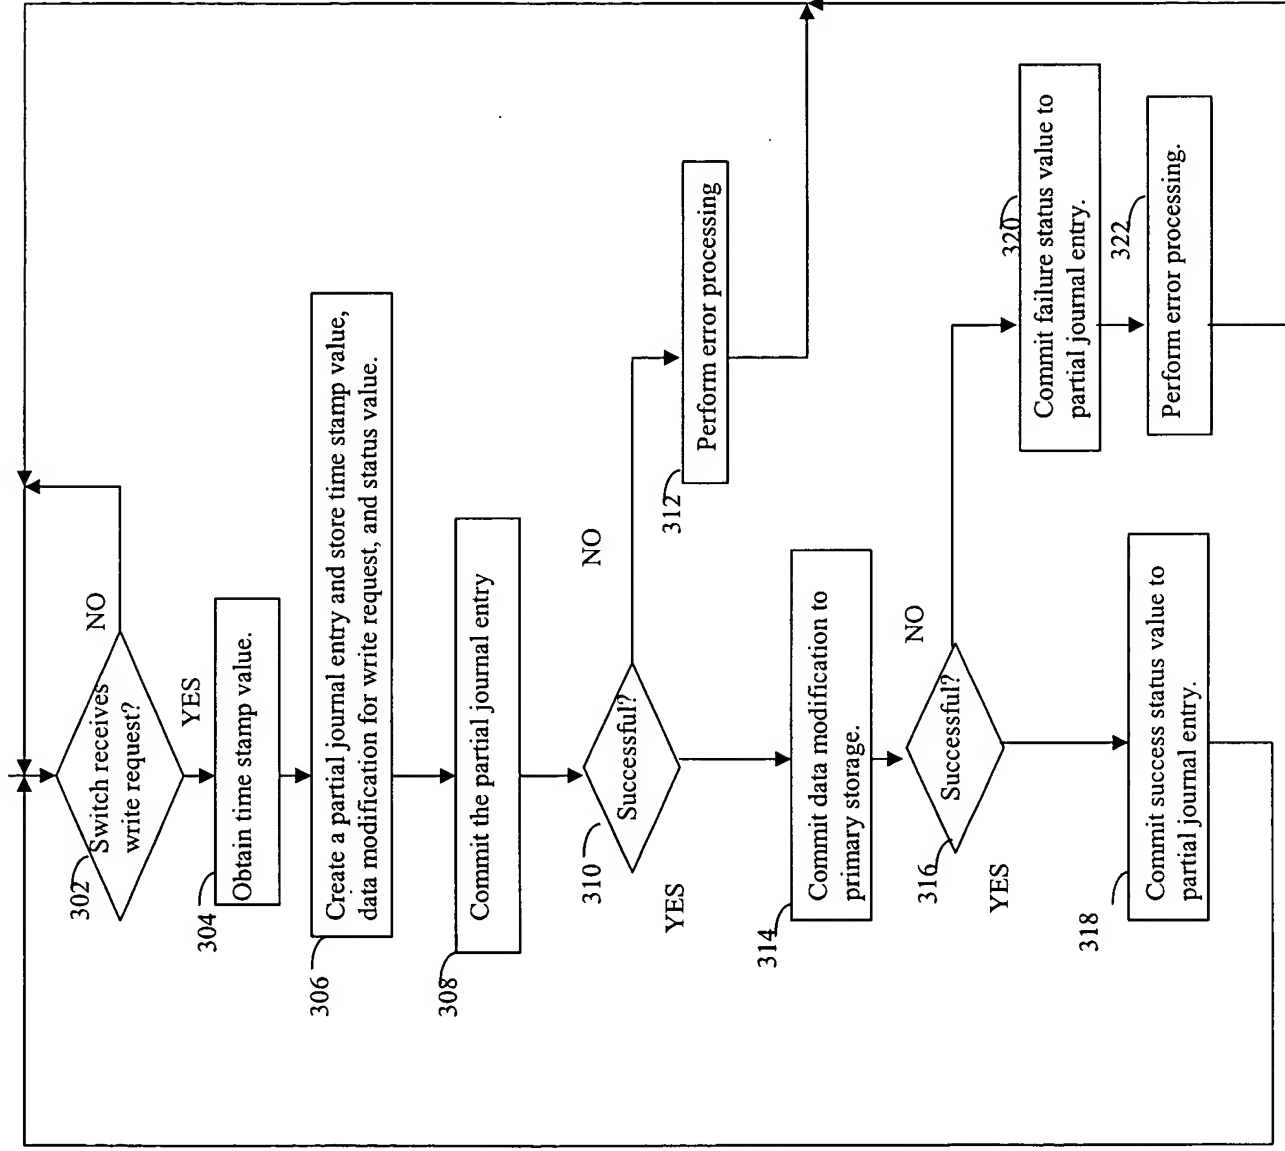 302
Switch receives
write request?
NO
YES
304
Obtain time stamp value.
306
Create a partial journal entry and store time stamp value,
data modification for write request, and status value.
308
Commit the partial journal entry
310
Successful?
NO
YES
312
Perform error processing
314
Commit data modification to
primary storage.
316
Successful?
NO
YES
318
Commit success status value to
partial journal entry.
320
Commit failure status value to
partial journal entry.
322
Perform error processing.